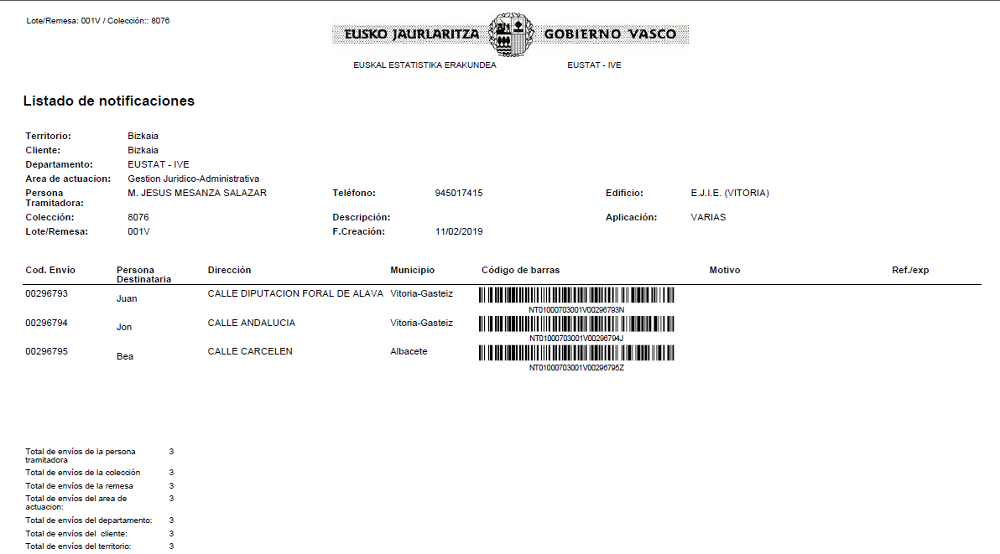 Lote/Remesa: 001V / Colección:: 8076
EUSKO JAURLARITZA GOBIERNO VASCO
EUSKAL ESTATISTIKA ERAKUNDEA EUSTAT - IVE
Listado de notificaciones
Territorio: Bizkaia
Cliente: Bizkaia
Departamento: EUSTAT - IVE
Area de actuacion: Gestion Juridico-Administrativa
Persona Tramitadora: M. JESUS MESANZA SALAZAR Teléfono: 945017415 Edificio: E.J.I.E. (VITORIA)
Colección: 8076 Descripción: Aplicación: VARIAS
Lote/Remesa: 001V F.Creación: 11/02/2019
Cod. Envío Persona Destinataria Dirección Municipio Código de barras Motivo Ref./exp
00296793 Juan CALLE DIPUTACION FORAL DE ALAVA Vitoria-Gasteiz
NT01000703001V00296793N
00296794 Jon CALLE ANDALUCIA Vitoria-Gasteiz
NT01000703001V00296794J
00296795 Bea CALLE CARCELEN Albacete
NT01000703001V00296795Z
Total de envíos de la persona tramitadora 3
Total de envíos de la colección 3
Total de envíos de la remesa 3
Total de envíos del area de actuacion: 3
Total de envíos del departamento: 3
Total de envíos del cliente: 3
Total de envíos del territorio: 3